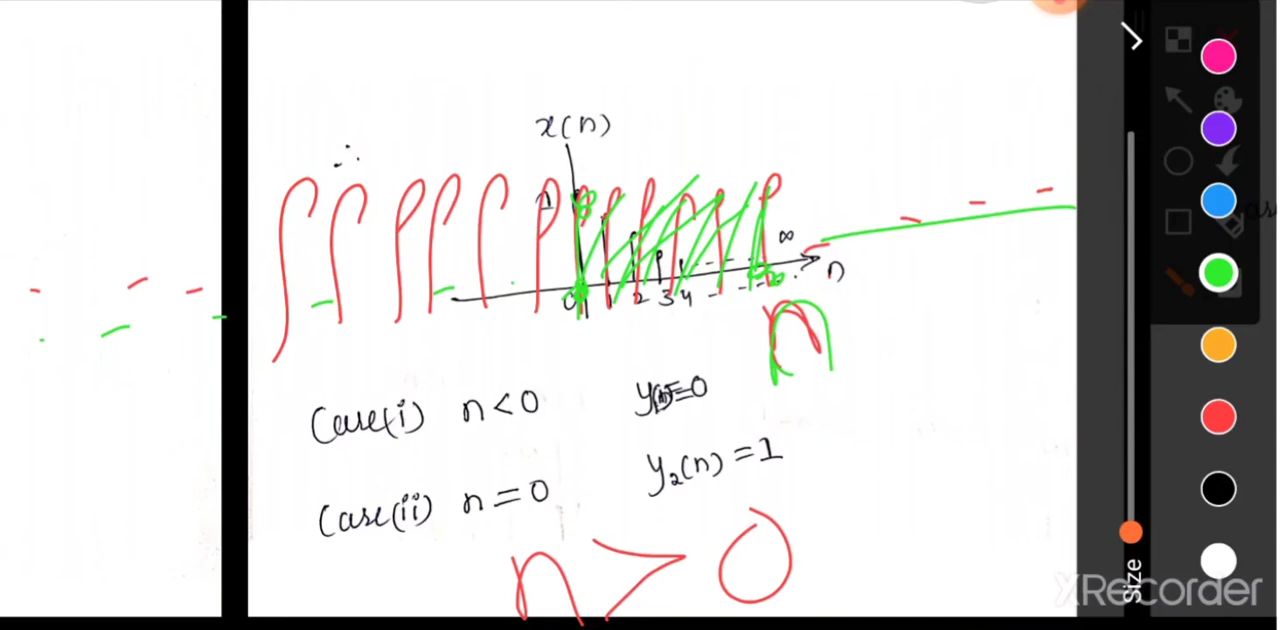 x(n)
1
∞
0 1 2 3 4 n
n
Case(i) n<0 y(n)=0
Case(ii) n=0 y₂(n)=1
n>0
Size
XRecorder